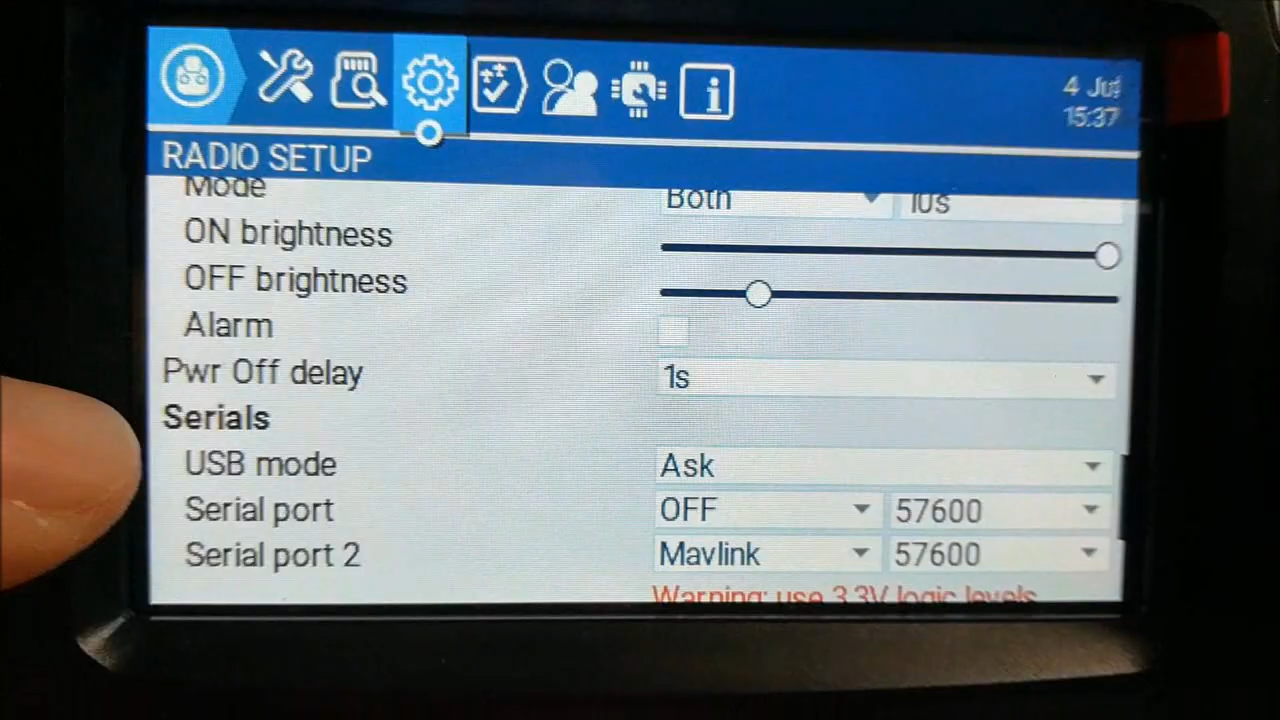 4 Jul
15:37
RADIO SETUP
Mode Both 10s
ON brightness
OFF brightness
Alarm
Pwr Off delay 1s
Serials
USB mode Ask
Serial port OFF 57600
Serial port 2 Mavlink 57600
Warning: use 3.3V logic levels